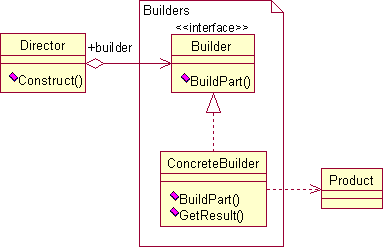 Builders
<<interface>>
Director
+builder
Builder
Construct()
BuildPart()
ConcreteBuilder
BuildPart()
GetResult()
Product